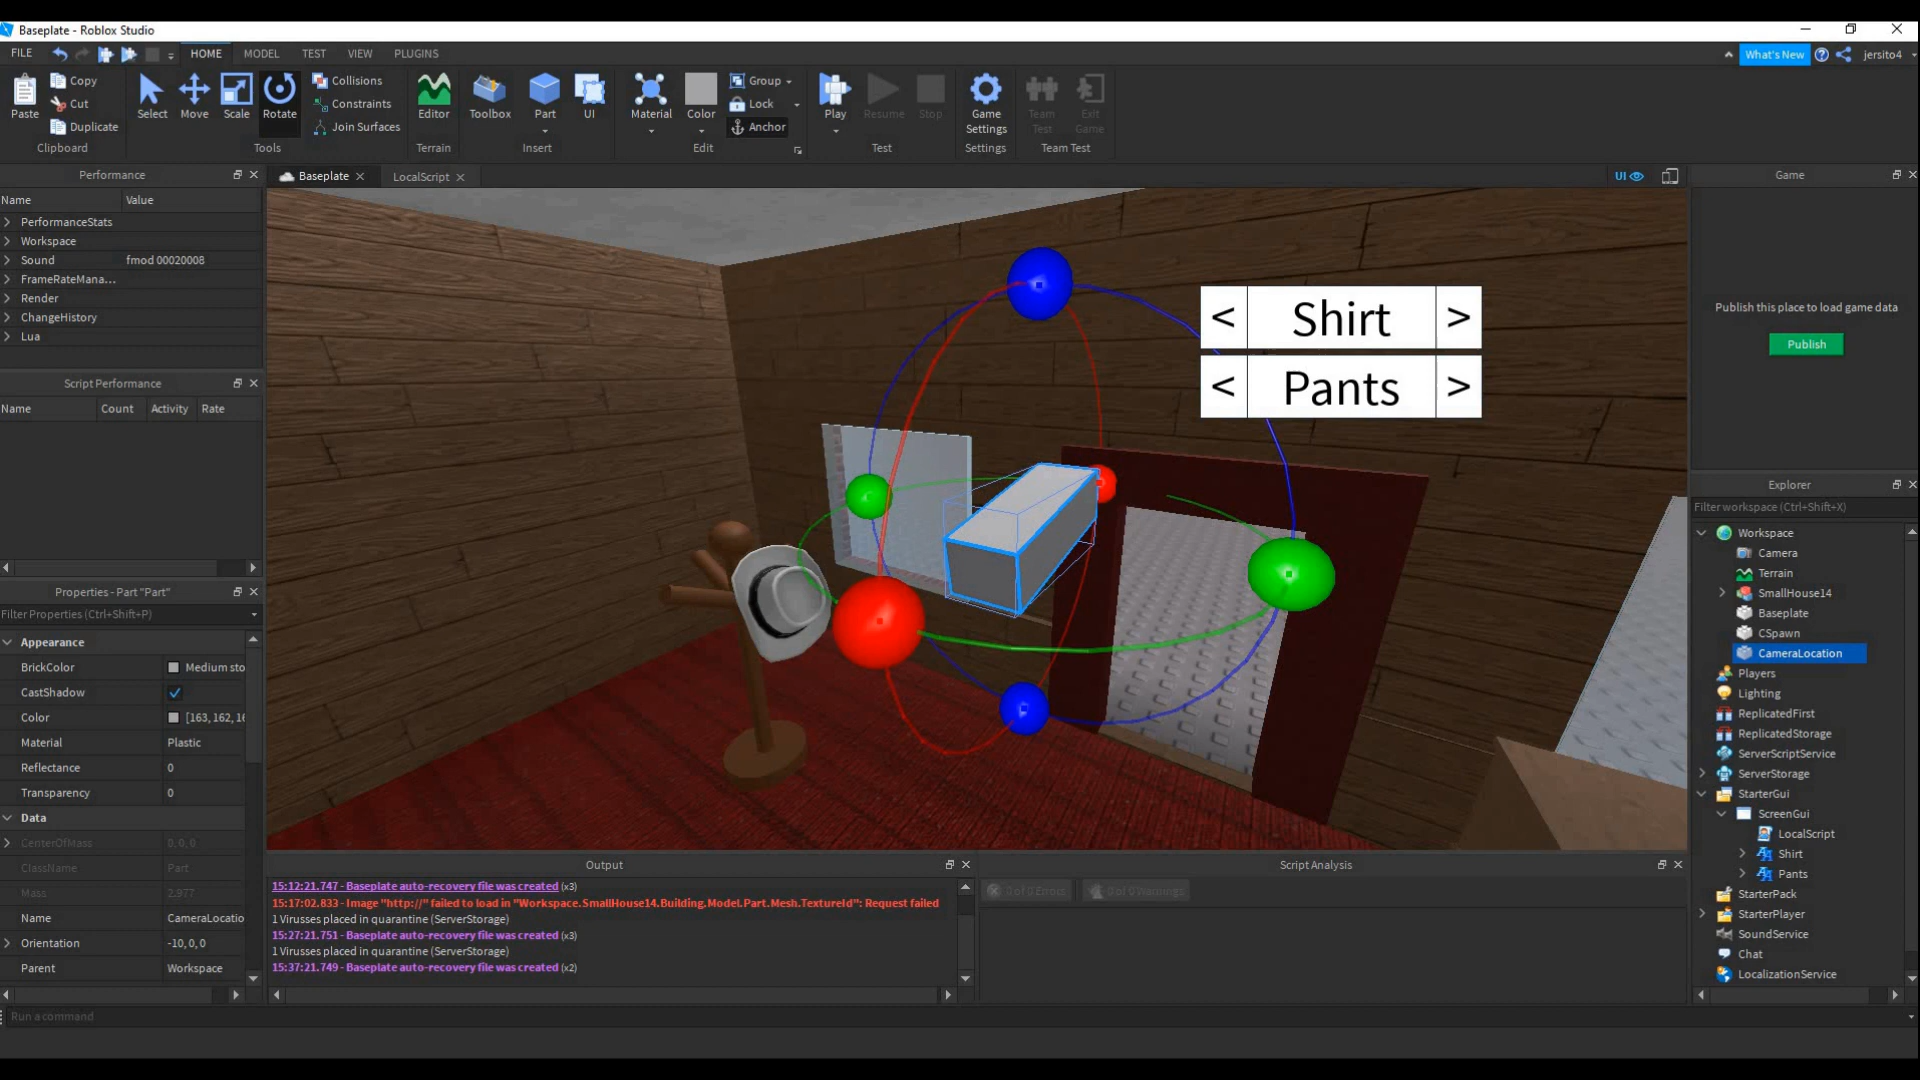 Baseplate - Roblox Studio
FILE
HOME
MODEL
TEST
VIEW
PLUGINS
What's New
jersito4
Paste
Copy
Cut
Duplicate
Clipboard
Select
Move
Scale
Rotate
Collisions
Constraints
Join Surfaces
Tools
Editor
Terrain
Toolbox
Part
UI
Insert
Material
Color
Group
Lock
Anchor
Edit
Play
Resume
Stop
Test
Game
Settings
Settings
Team
Test
Exit
Game
Team Test
Performance
Name
Value
PerformanceStats
Workspace
Sound
fmod 00020008
FrameRateMana...
Render
ChangeHistory
Lua
Script Performance
Name
Count
Activity
Rate
Properties - Part "Part"
Filter Properties (Ctrl+Shift+P)
Appearance
BrickColor
Medium sto
CastShadow
Color
[163, 162, 16
Material
Plastic
Reflectance
0
Transparency
0
Data
CenterOfMass
0, 0, 0
ClassName
Part
Mass
2.977
Name
CameraLocatio
Orientation
-10, 0, 0
Parent
Workspace
Baseplate
LocalScript
UI
< Shirt >
< Pants >
Output
15:12:21.747 - Baseplate auto-recovery file was created (x3)
15:17:02.833 - Image "http://" failed to load in "Workspace.SmallHouse14.Building.Model.Part.Mesh.TextureId": Request failed
1 Virusses placed in quarantine (ServerStorage)
15:27:21.751 - Baseplate auto-recovery file was created (x3)
1 Virusses placed in quarantine (ServerStorage)
15:37:21.749 - Baseplate auto-recovery file was created (x2)
Script Analysis
0 of 0 Errors
0 of 0 Warnings
Game
Publish this place to load game data
Publish
Explorer
Filter workspace (Ctrl+Shift+X)
Workspace
Camera
Terrain
SmallHouse14
Baseplate
CSpawn
CameraLocation
Players
Lighting
ReplicatedFirst
ReplicatedStorage
ServerScriptService
ServerStorage
StarterGui
ScreenGui
LocalScript
Shirt
Pants
StarterPack
StarterPlayer
SoundService
Chat
LocalizationService
Run a command